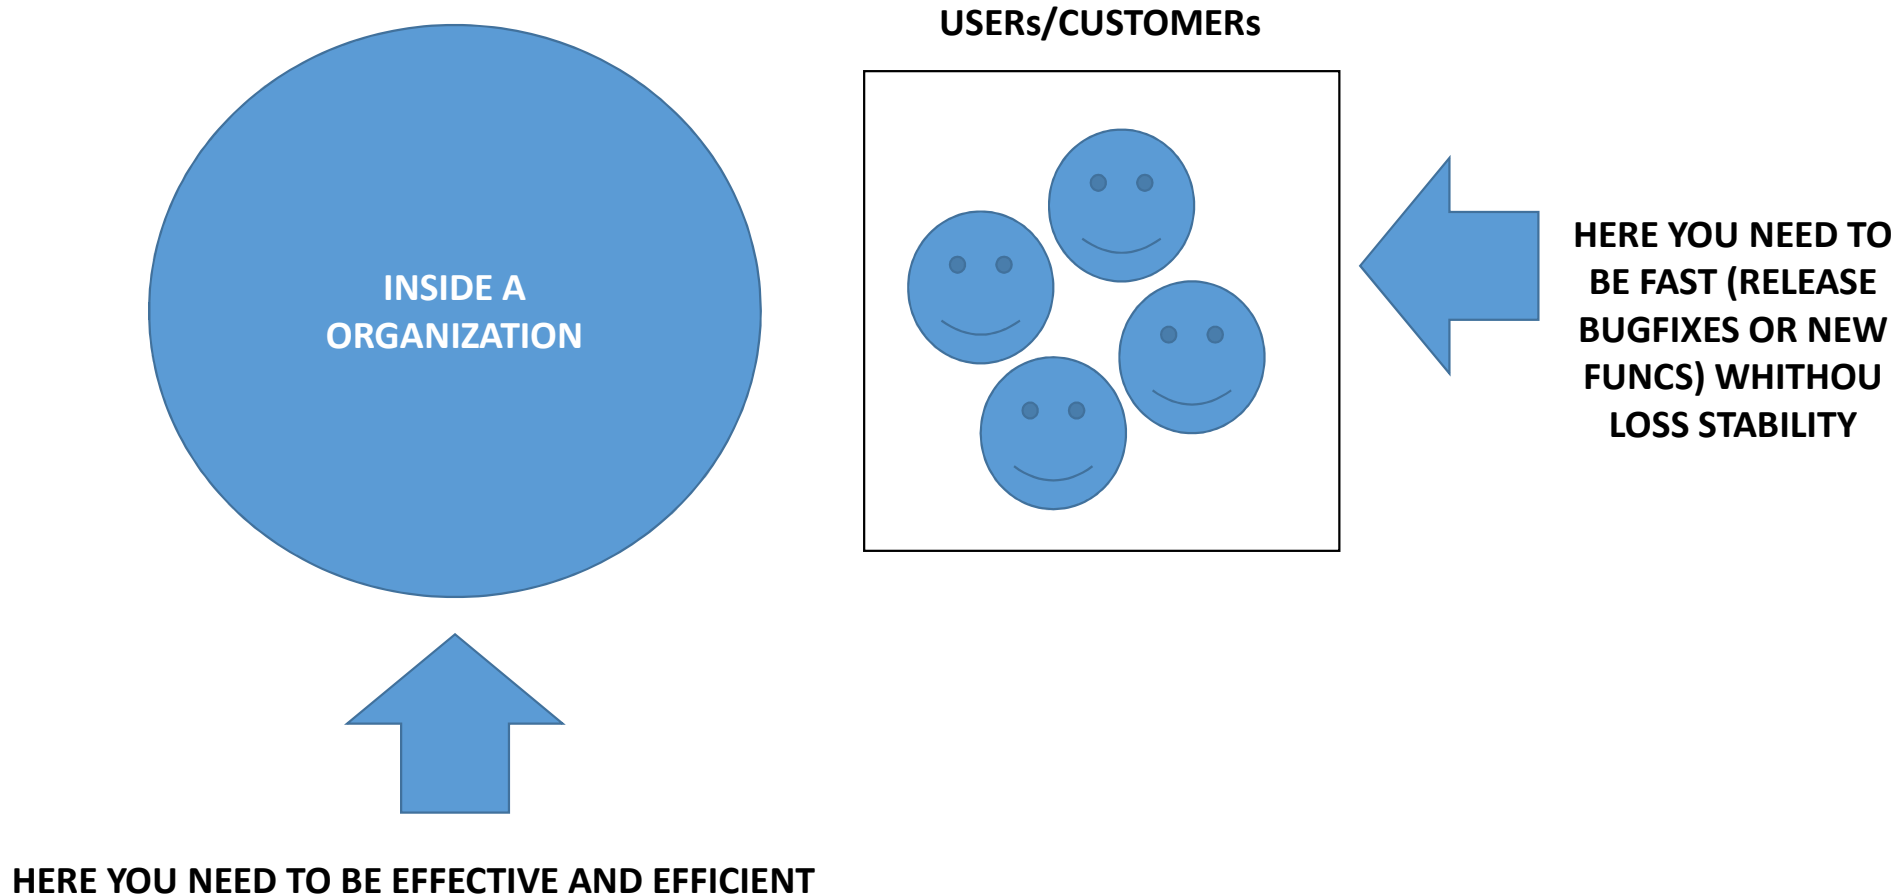 USERs/CUSTOMERs
INSIDE A
ORGANIZATION
HERE YOU NEED TO
BE FAST (RELEASE
BUGFIXES OR NEW
FUNCS) WHITHOU
LOSS STABILITY
HERE YOU NEED TO BE EFFECTIVE AND EFFICIENT